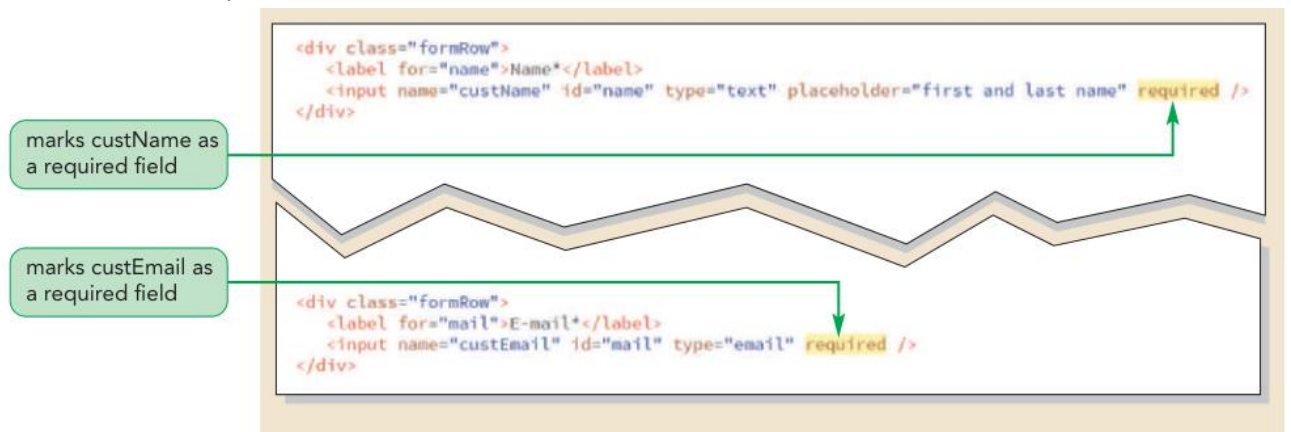 <div class="formRow">
<label for="name">Name*</label>
<input name="custName" id="name" type="text" placeholder="first and last name" required />
</div>
marks custName as
a required field
marks custEmail as
a required field
<div class="formRow">
<label for="mail">E-mail*</label>
<input name="custEmail" id="mail" type="email" required />
</div>